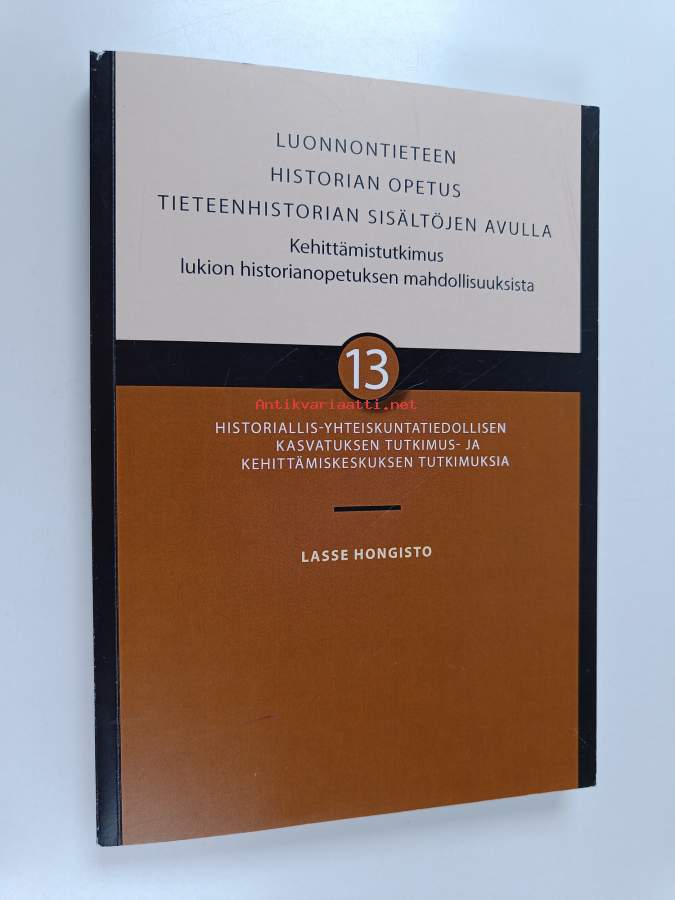 LUONNONTIETEEN
HISTORIAN OPETUS
TIETEENHISTORIAN SISÄLTÖJEN AVULLA
Kehittämistutkimus
lukion historianopetuksen mahdollisuuksista
13
Antikvariaatti.net
HISTORIALLIS-YHTEISKUNTATIEDOLLISEN
KASVATUKSEN TUTKIMUS- JA
KEHITTÄMISKESKUKSEN TUTKIMUKSIA
LASSE HONGISTO